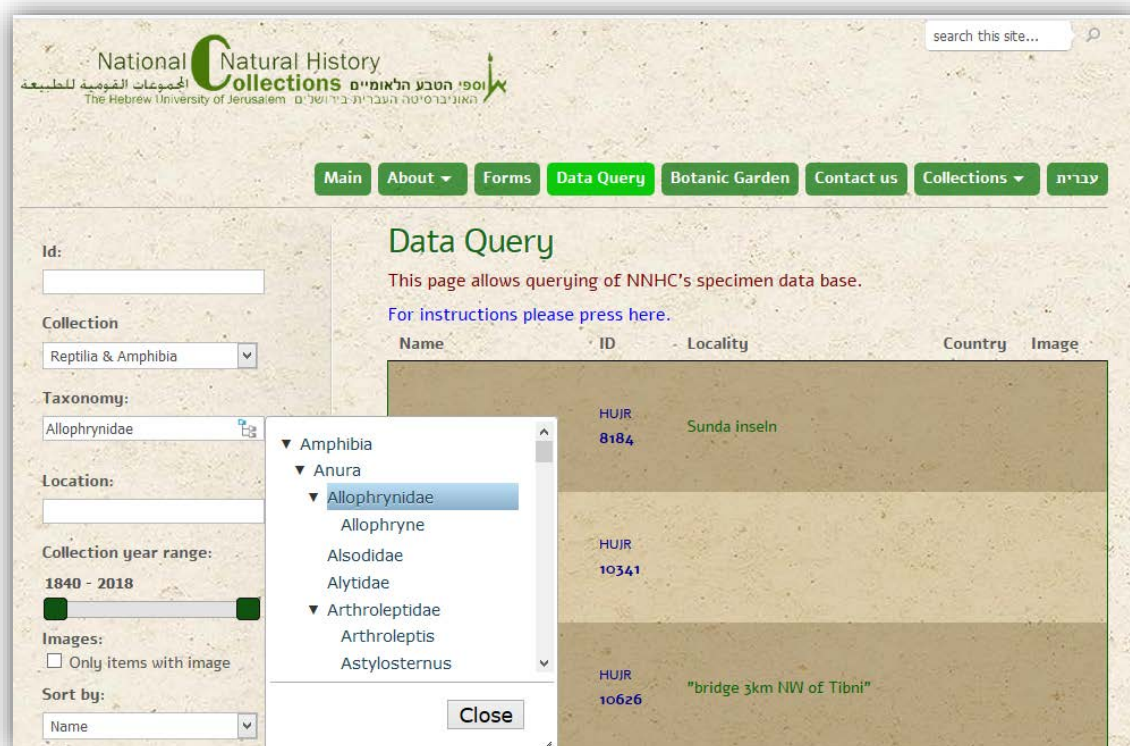 search this site...
National Natural History
المجموعات القومية للطبيعة Collections אוספי הטבע הלאומיים
The Hebrew University of Jerusalem האוניברסיטה העברית בירושלים
Main About Forms Data Query Botanic Garden Contact us Collections עברית
Id:
Collection
Reptilia & Amphibia
Taxonomy:
Allophrynidae
Location:
Collection year range:
1840 - 2018
Images:
Only items with image
Sort by:
Name
Amphibia
Anura
Allophrynidae
Allophryne
Alsodidae
Alytidae
Arthroleptidae
Arthroleptis
Astylosternus
Close
Data Query
This page allows querying of NNHC's specimen data base.
For instructions please press here.
Name ID Locality Country Image
HUJR
8184 Sunda inseln
HUJR
10341
HUJR
10626 "bridge 3km NW of Tibni"